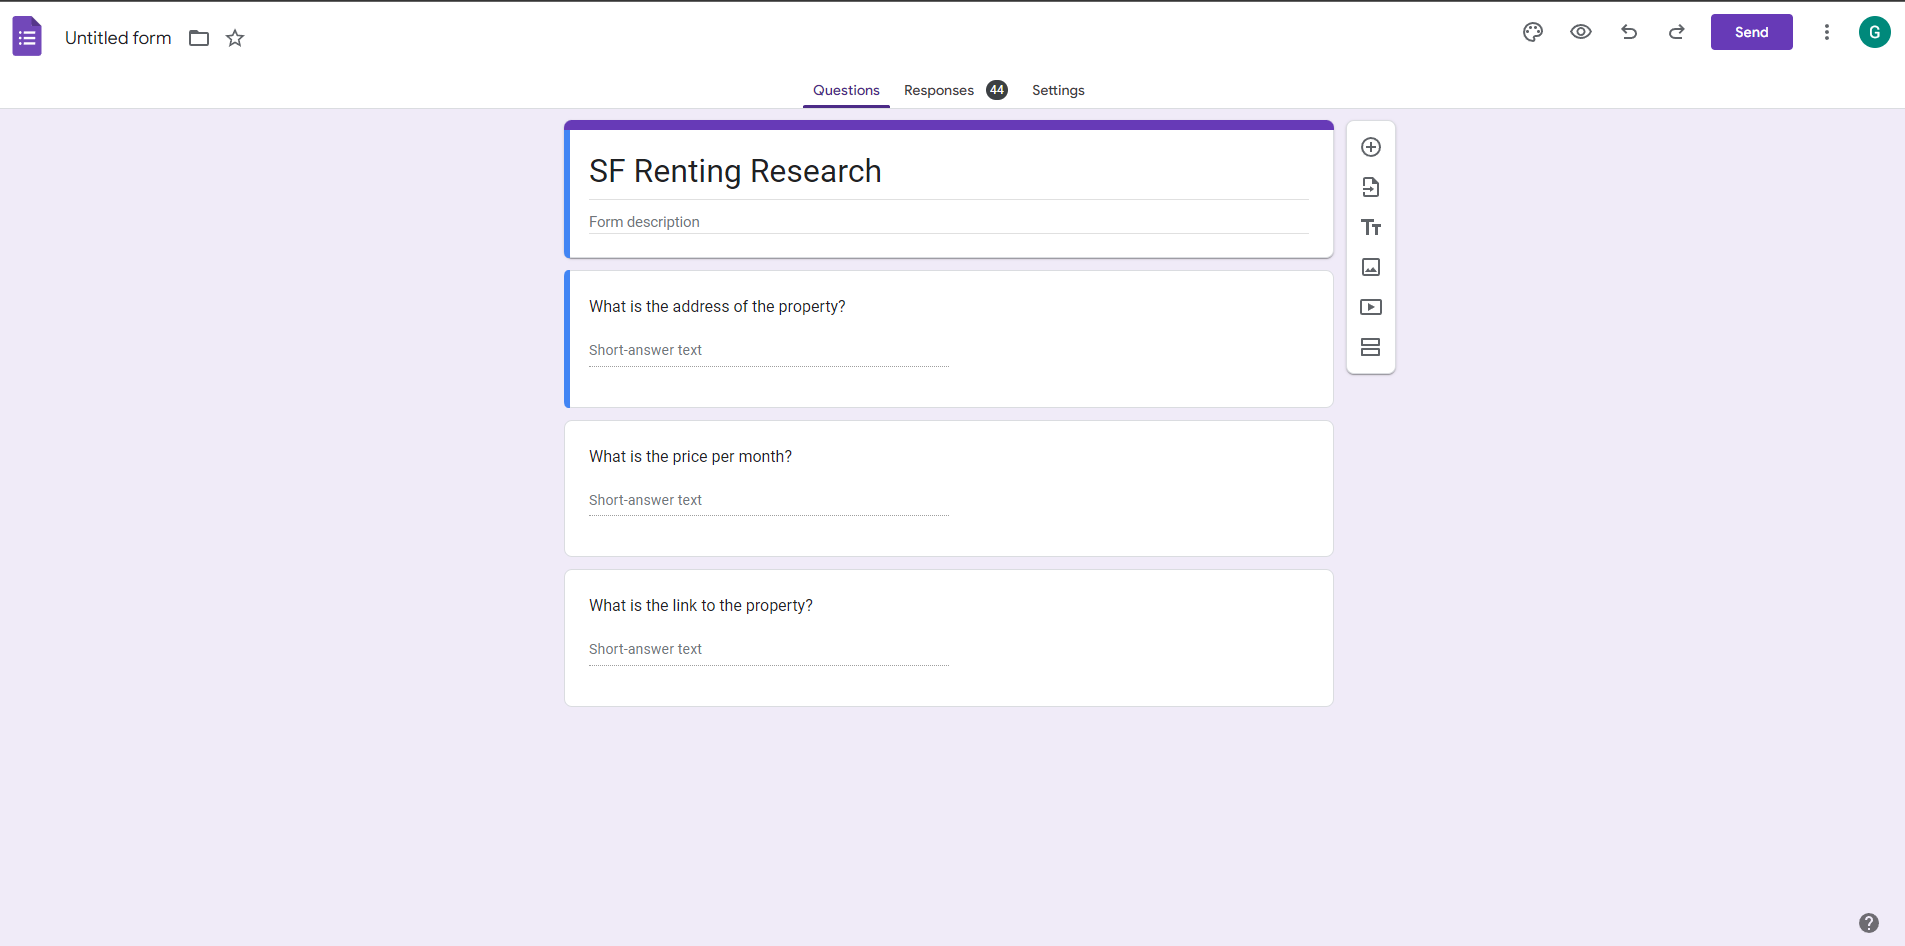 Untitled form
Send
G
Questions
Responses 44
Settings
SF Renting Research
Form description
What is the address of the property?
Short-answer text
What is the price per month?
Short-answer text
What is the link to the property?
Short-answer text